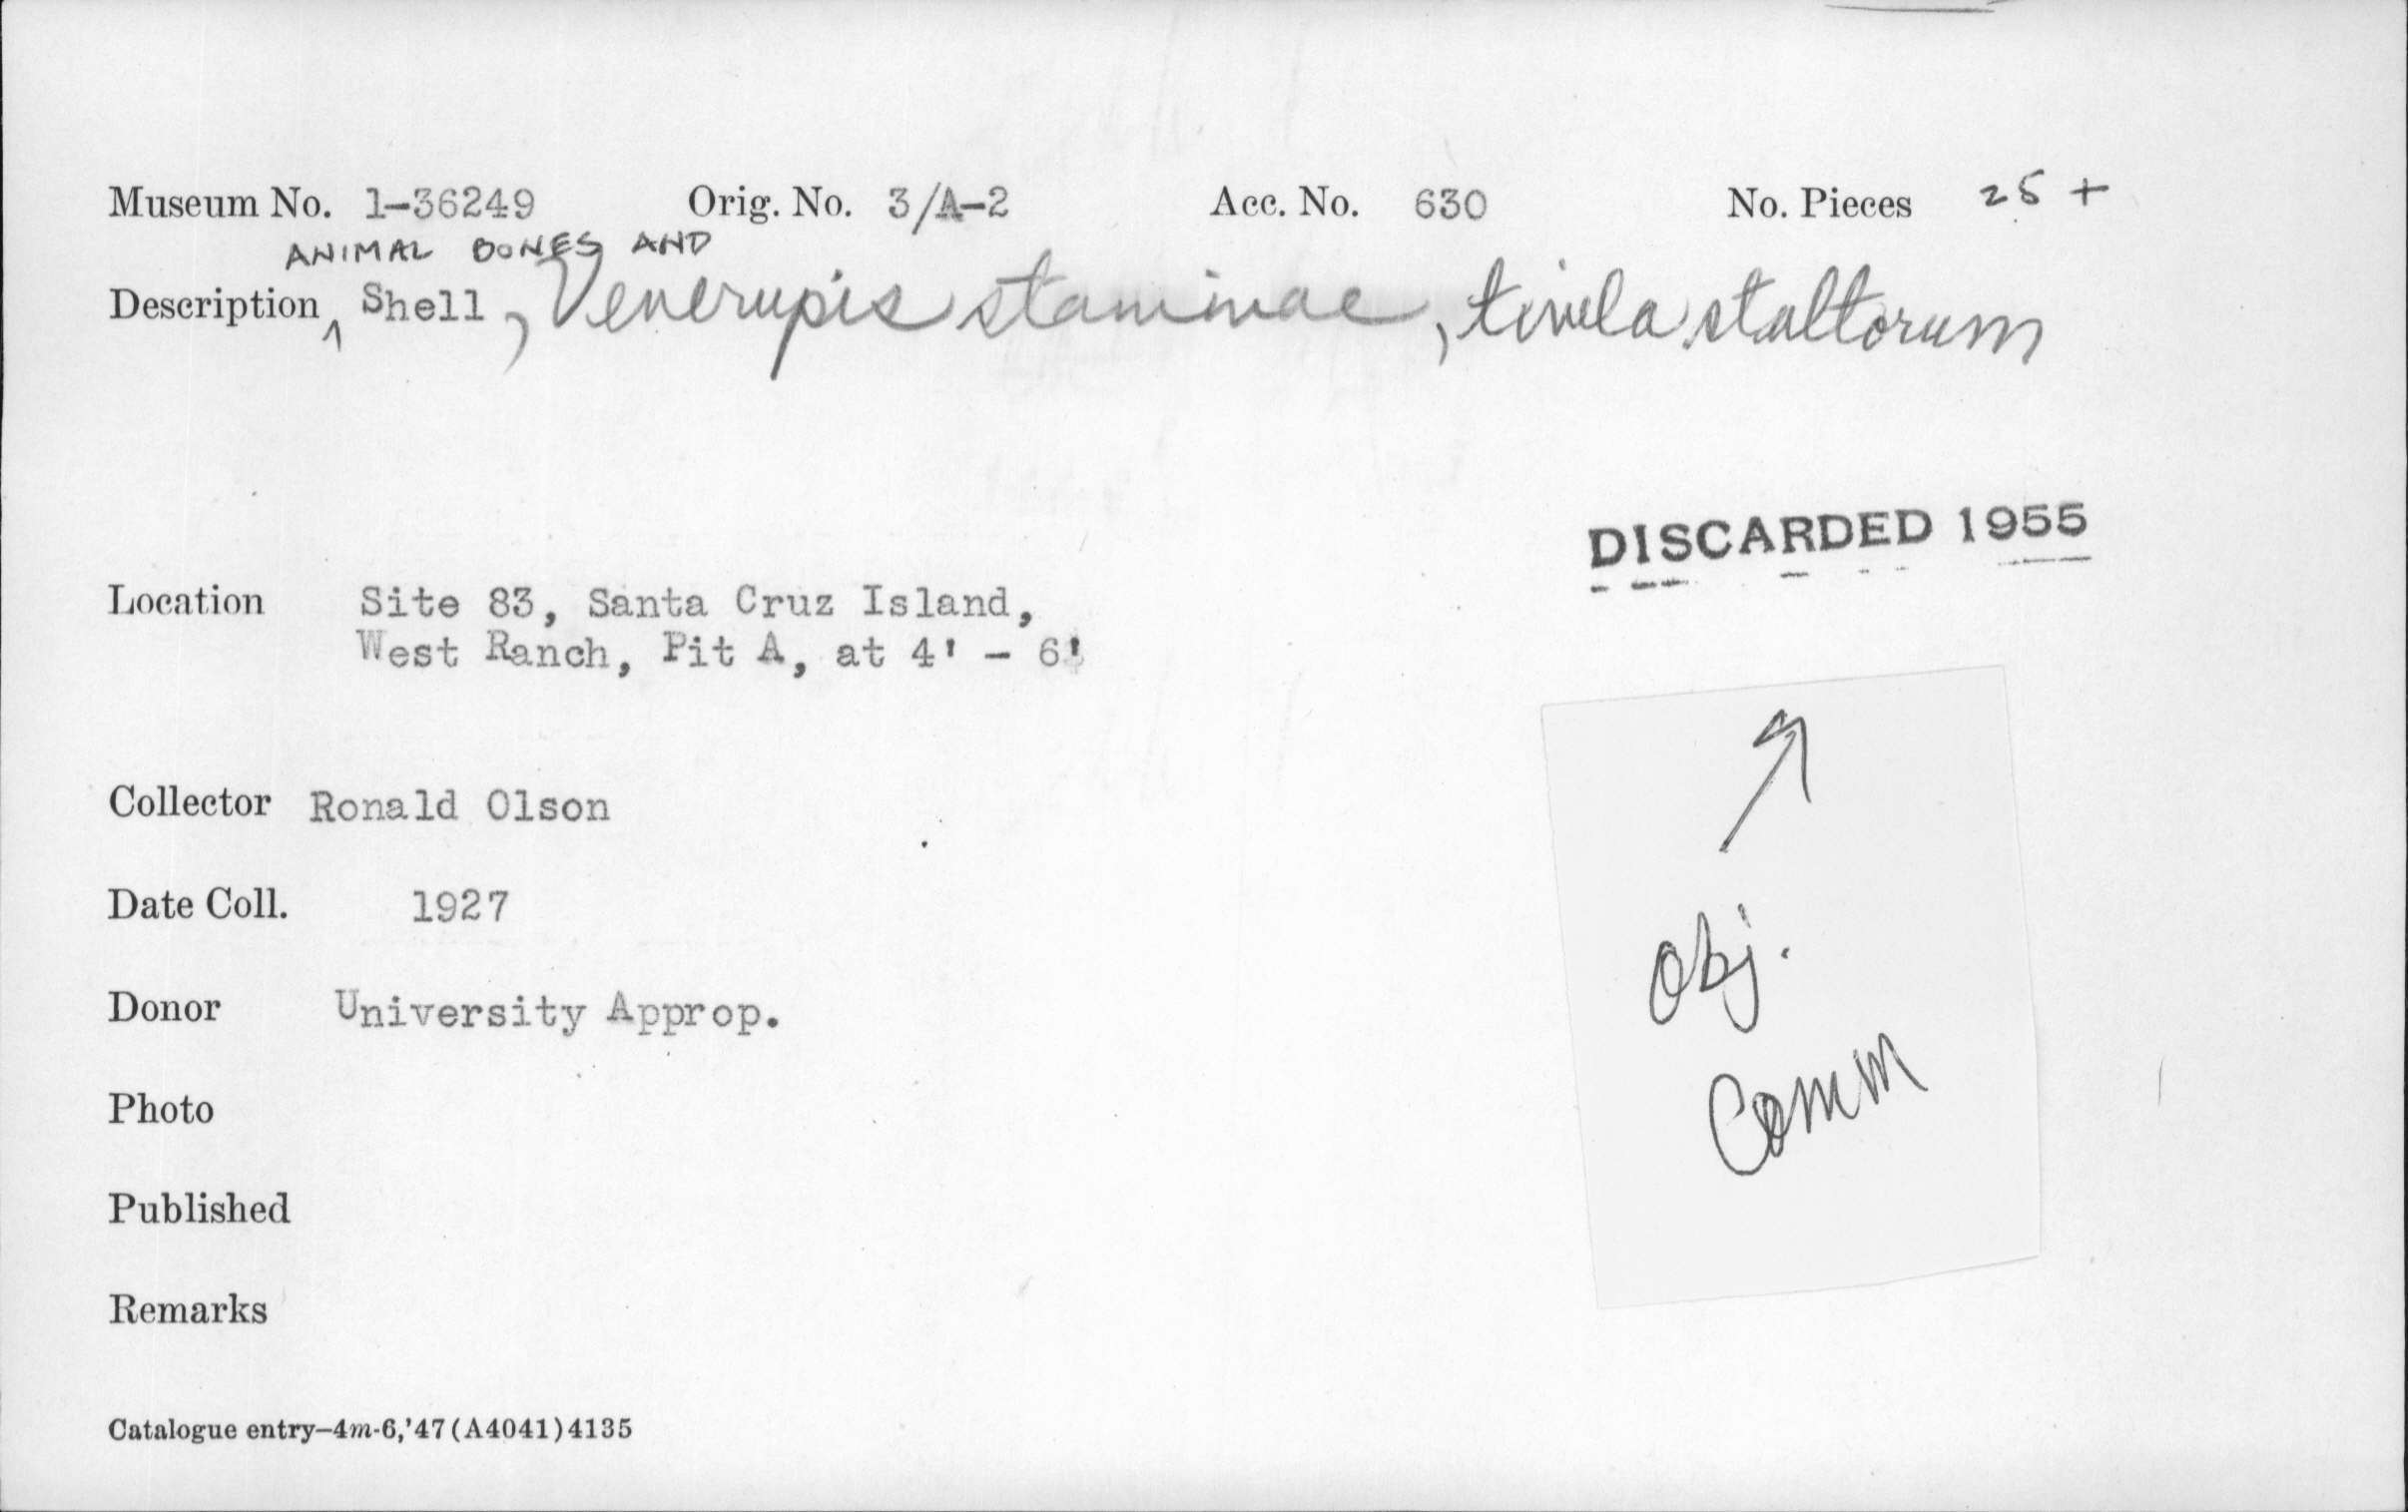 Museum No. 1-36249 Orig. No. 3/A-2 Acc. No. 630 No. Pieces 25 +
ANIMAL BONES AND
Description ^ Shell, Venerupis staminae, tivela staltorum
DISCARDED 1955
Location Site 83, Santa Cruz Island,
West Ranch, Pit A, at 4' - 6'
Collector Ronald Olson
Date Coll. 1927
Donor University Approp.
Obj.
Comm
Photo
Published
Remarks
Catalogue entry—4m-6,'47(A4041)4135